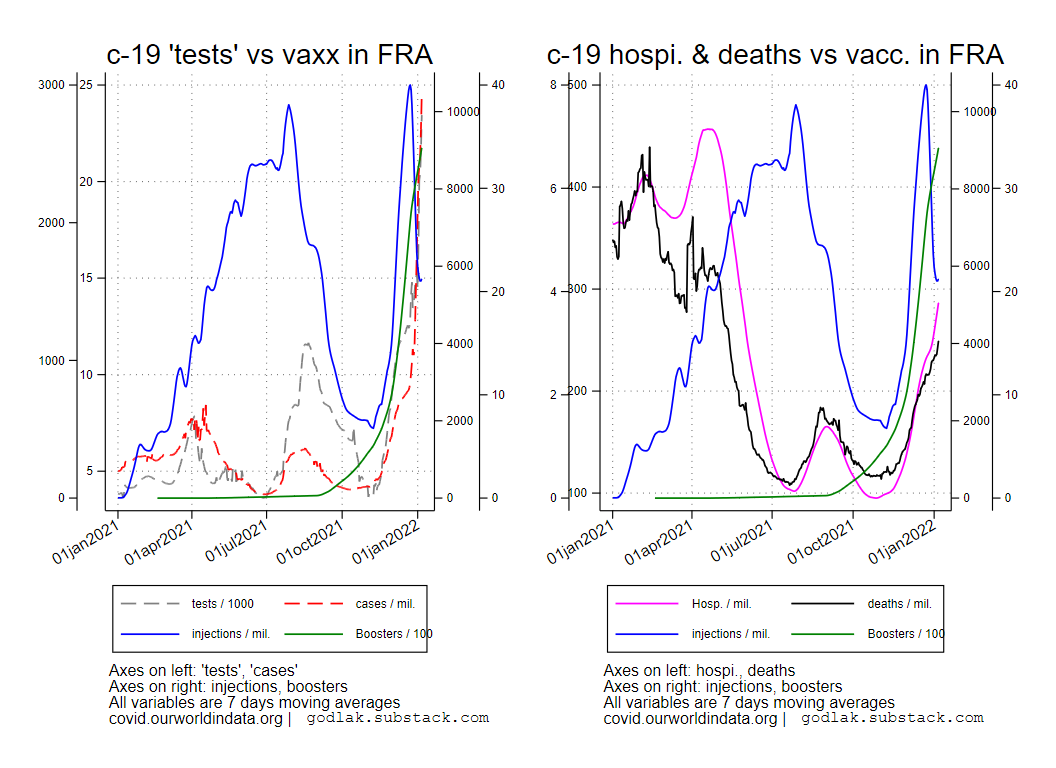 c-19 'tests' vs vaxx in FRA
3000 25 10000 40
20 8000 30
2000
15 6000 20
1000 10 4000 10
5 2000
0 0 0
01jan2021 01apr2021 01jul2021 01oct2021 01jan2022
tests / 1000 cases / mil.
injections / mil. Boosters / 100
Axes on left: 'tests', 'cases'
Axes on right: injections, boosters
All variables are 7 days moving averages
covid.ourworldindata.org | godlak.substack.com
c-19 hospi. & deaths vs vacc. in FRA
8 500 10000 40
6 400 8000 30
4 300 6000 20
2 200 4000 10
2000
0 100 0 0
01jan2021 01apr2021 01jul2021 01oct2021 01jan2022
Hosp. / mil. deaths / mil.
injections / mil. Boosters / 100
Axes on left: hospi., deaths
Axes on right: injections, boosters
All variables are 7 days moving averages
covid.ourworldindata.org | godlak.substack.com